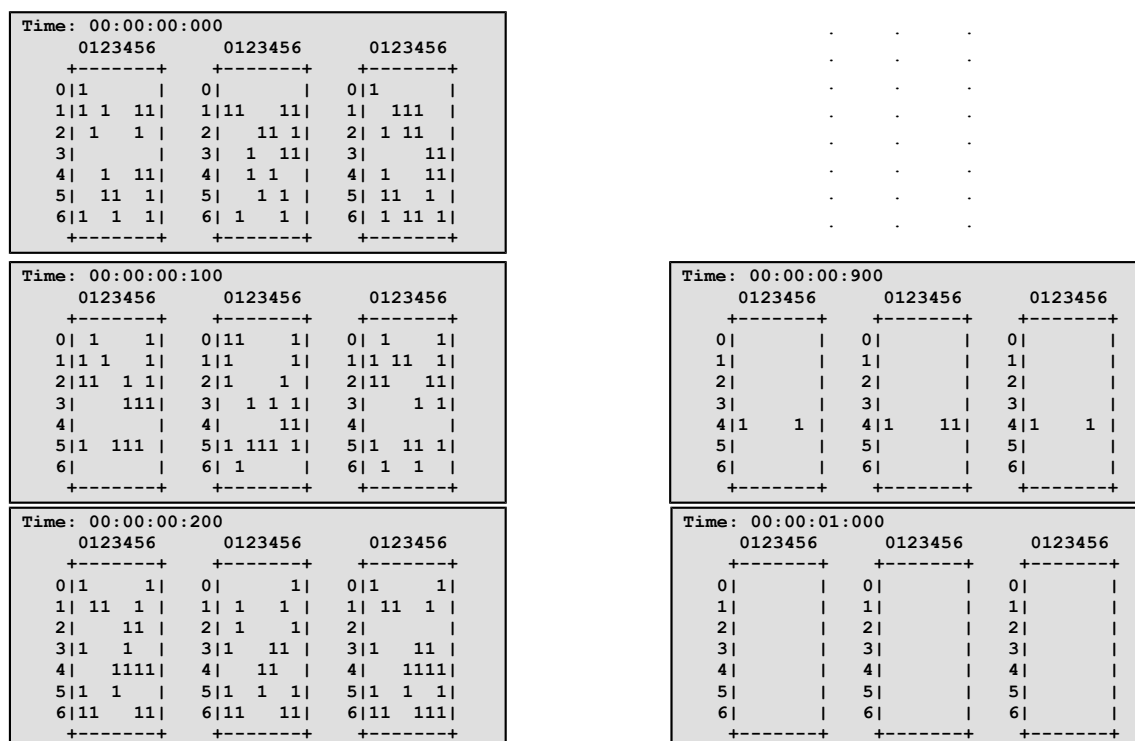 Time: 00:00:00:000
     0123456      0123456      0123456
    +-------+    +-------+    +-------+
   0|1      |   0|       |   0|1      |
   1|1 1  11|   1|11   11|   1|  111  |
   2| 1   1 |   2|   11 1|   2| 1 11  |
   3|       |   3|  1  11|   3|     11|
   4|  1  11|   4|  1 1  |   4| 1   11|
   5|  11  1|   5|   1 1 |   5| 11  1 |
   6|1  1  1|   6| 1   1 |   6| 1 11 1|
    +-------+    +-------+    +-------+
Time: 00:00:00:100
     0123456      0123456      0123456
    +-------+    +-------+    +-------+
   0| 1    1|   0|11    1|   0| 1    1|
   1|1 1   1|   1|1     1|   1|1 11  1|
   2|11  1 1|   2|1    1 |   2|11   11|
   3|    111|   3|  1 1 1|   3|    1 1|
   4|       |   4|     11|   4|       |
   5|1  111 |   5|1 111 1|   5|1  11 1|
   6|       |   6| 1     |   6| 1  1  |
    +-------+    +-------+    +-------+
Time: 00:00:00:200
     0123456      0123456      0123456
    +-------+    +-------+    +-------+
   0|1     1|   0|      1|   0|1     1|
   1| 11  1 |   1| 1   1 |   1| 11  1 |
   2|    11 |   2| 1    1|   2|       |
   3|1   1  |   3|1   11 |   3|1   11 |
   4|   1111|   4|   11  |   4|   1111|
   5|1  1   |   5|1  1  1|   5|1  1  1|
   6|11   11|   6|11   11|   6|11  111|
    +-------+    +-------+    +-------+
. . .
. . .
. . .
. . .
. . .
. . .
. . .
. . .
Time: 00:00:00:900
     0123456      0123456      0123456
    +-------+    +-------+    +-------+
   0|       |   0|       |   0|       |
   1|       |   1|       |   1|       |
   2|       |   2|       |   2|       |
   3|       |   3|       |   3|       |
   4|1    1 |   4|1    11|   4|1    1 |
   5|       |   5|       |   5|       |
   6|       |   6|       |   6|       |
    +-------+    +-------+    +-------+
Time: 00:00:01:000
     0123456      0123456      0123456
    +-------+    +-------+    +-------+
   0|       |   0|       |   0|       |
   1|       |   1|       |   1|       |
   2|       |   2|       |   2|       |
   3|       |   3|       |   3|       |
   4|       |   4|       |   4|       |
   5|       |   5|       |   5|       |
   6|       |   6|       |   6|       |
    +-------+    +-------+    +-------+